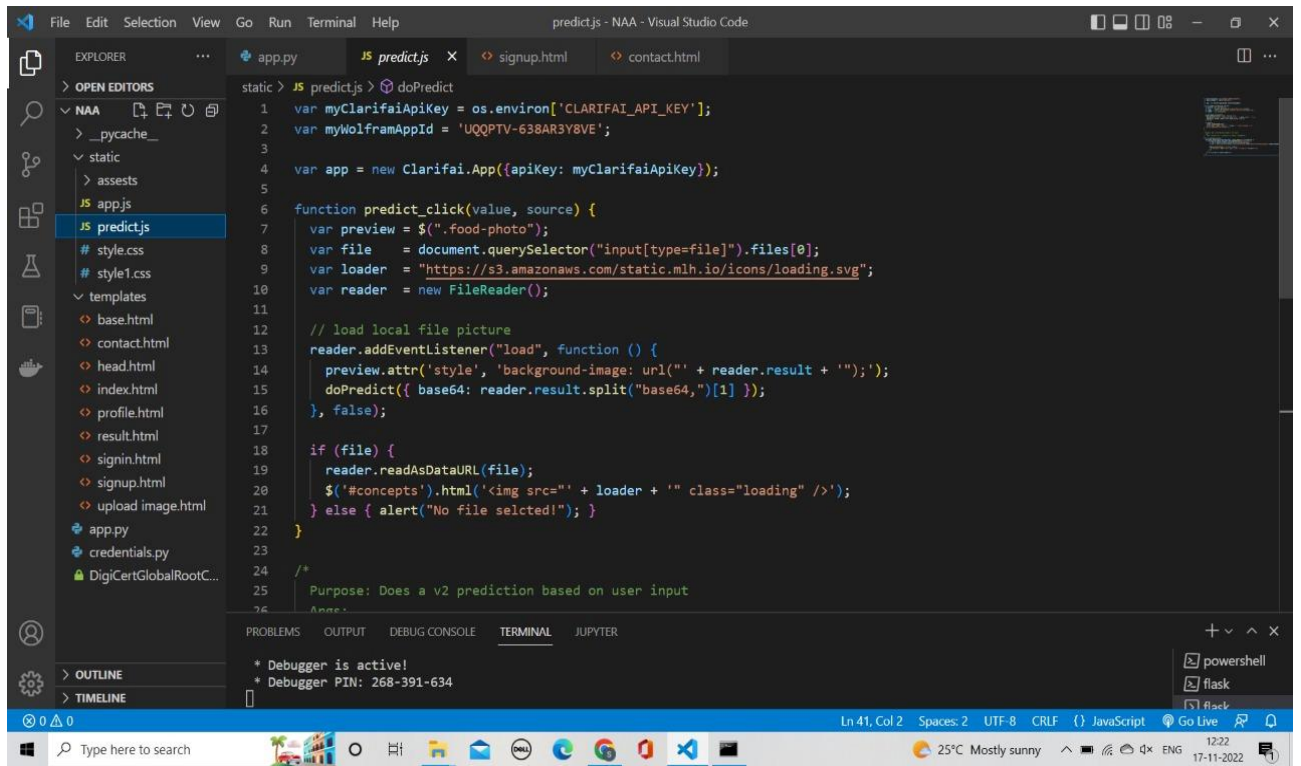 File Edit Selection View Go Run Terminal Help predict.js - NAA - Visual Studio Code
EXPLORER
app.py JS predict.js signup.html contact.html
OPEN EDITORS
NAA
__pycache__
static
assests
JS app.js
JS predict.js
# style.css
# style1.css
templates
base.html
contact.html
head.html
index.html
profile.html
result.html
signin.html
signup.html
upload image.html
app.py
credentials.py
DigiCertGlobalRootC...
OUTLINE
TIMELINE
static > JS predict.js > doPredict
1 var myClarifaiApiKey = os.environ['CLARIFAI_API_KEY'];
2 var myWolframAppId = 'UQQPTV-638AR3Y8VE';
3
4 var app = new Clarifai.App({apiKey: myClarifaiApiKey});
5
6 function predict_click(value, source) {
7 var preview = $(".food-photo");
8 var file = document.querySelector("input[type=file]").files[0];
9 var loader = "https://s3.amazonaws.com/static.mlh.io/icons/loading.svg";
10 var reader = new FileReader();
11
12 // load local file picture
13 reader.addEventListener("load", function () {
14 preview.attr('style', 'background-image: url("' + reader.result + '");');
15 doPredict({ base64: reader.result.split("base64,")[1] });
16 }, false);
17
18 if (file) {
19 reader.readAsDataURL(file);
20 $('#concepts').html('<img src="' + loader + '" class="loading" />');
21 } else { alert("No file selcted!"); }
22 }
23
24 /*
25 Purpose: Does a v2 prediction based on user input
26 Args:
PROBLEMS OUTPUT DEBUG CONSOLE TERMINAL JUPYTER
* Debugger is active!
* Debugger PIN: 268-391-634
powershell
flask
flask
0 0 Ln 41, Col 2 Spaces: 2 UTF-8 CRLF {} JavaScript Go Live
Type here to search DELL 25°C Mostly sunny ENG 12:22
17-11-2022 1